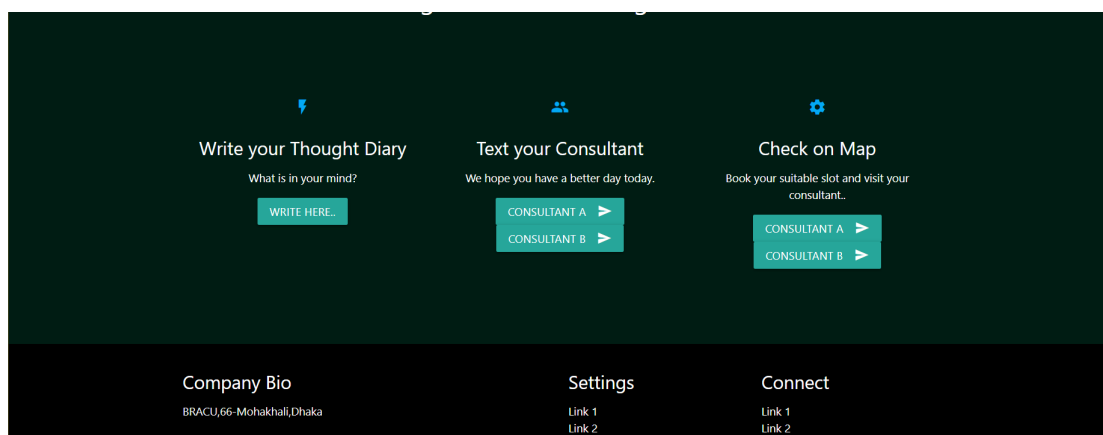 Write your Thought Diary
What is in your mind?
WRITE HERE..
Text your Consultant
We hope you have a better day today.
CONSULTANT A
CONSULTANT B
Check on Map
Book your suitable slot and visit your
consultant..
CONSULTANT A
CONSULTANT B
Company Bio
BRACU,66-Mohakhali,Dhaka
Settings
Link 1
Link 2
Connect
Link 1
Link 2